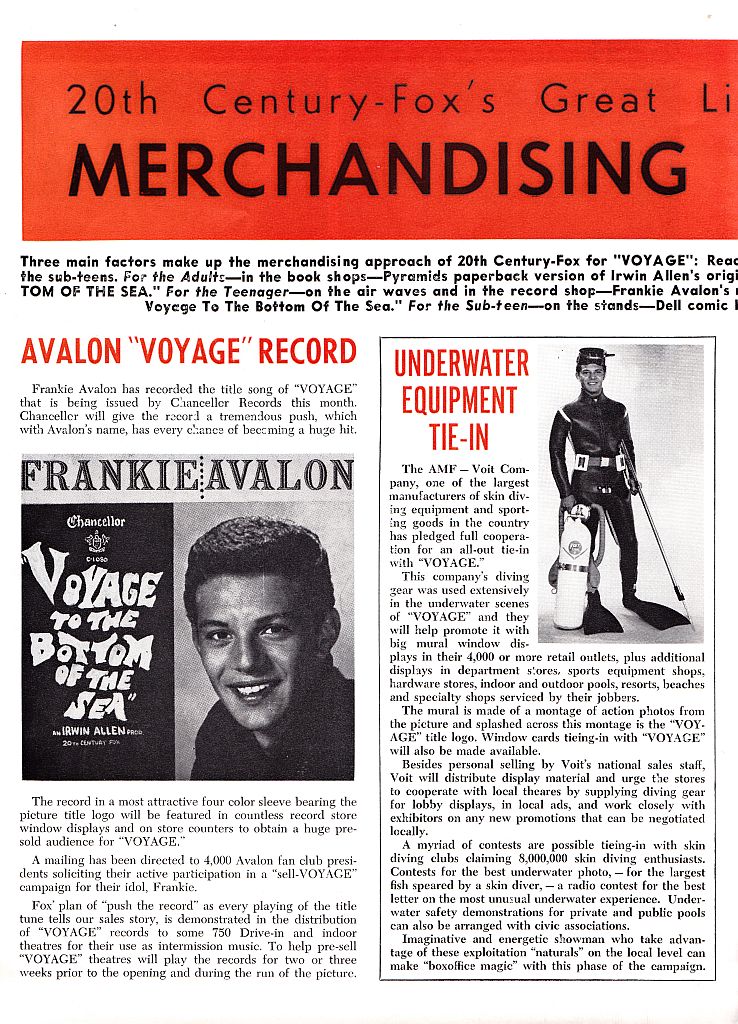 20th Century-Fox's Great Li
MERCHANDISING
Three main factors make up the merchandising approach of 20th Century-Fox for "VOYAGE": Reac
the sub-teens. For the Adults—in the book shops—Pyramids paperback version of Irwin Allen's origi
TOM OF THE SEA." For the Teenager—on the air waves and in the record shop—Frankie Avalon's
Voyage To The Bottom Of The Sea." For the Sub-teen—on the stands—Dell comic
AVALON "VOYAGE" RECORD
Frankie Avalon has recorded the title song of "VOYAGE"
that is being issued by Chanceller Records this month.
Chanceller will give the record a tremendous push, which
with Avalon's name, has every chance of becoming a huge hit.
FRANKIE AVALON
Chancellor
C-1080
"VOYAGE
TO THE
BOTTOM
OF THE
SEA"
AN IRWIN ALLEN PROD.
20TH CENTURY FOX
The record in a most attractive four color sleeve bearing the
picture title logo will be featured in countless record store
window displays and on store counters to obtain a huge pre-
sold audience for "VOYAGE."
A mailing has been directed to 4,000 Avalon fan club presi-
dents soliciting their active participation in a "sell-VOYAGE"
campaign for their idol, Frankie.
Fox' plan of "push the record" as every playing of the title
tune tells our sales story, is demonstrated in the distribution
of "VOYAGE" records to some 750 Drive-in and indoor
theatres for their use as intermission music. To help pre-sell
"VOYAGE" theatres will play the records for two or three
weeks prior to the opening and during the run of the picture.
UNDERWATER
EQUIPMENT
TIE-IN
The AMF — Voit Com-
pany, one of the largest
manufacturers of skin div-
ing equipment and sport-
ing goods in the country
has pledged full coopera-
tion for an all-out tie-in
with "VOYAGE."
This company's diving
gear was used extensively
in the underwater scenes
of "VOYAGE" and they
will help promote it with
big mural window dis-
plays in their 4,000 or more retail outlets, plus additional
displays in department stores, sports equipment shops,
hardware stores, indoor and outdoor pools, resorts, beaches
and specialty shops serviced by their jobbers.
The mural is made of a montage of action photos from
the picture and splashed across this montage is the "VOY-
AGE" title logo. Window cards tieing-in with "VOYAGE"
will also be made available.
Besides personal selling by Voit's national sales staff,
Voit will distribute display material and urge the stores
to cooperate with local theares by supplying diving gear
for lobby displays, in local ads, and work closely with
exhibitors on any new promotions that can be negotiated
locally.
A myriad of contests are possible tieing-in with skin
diving clubs claiming 8,000,000 skin diving enthusiasts.
Contests for the best underwater photo, — for the largest
fish speared by a skin diver, — a radio contest for the best
letter on the most unusual underwater experience. Under-
water safety demonstrations for private and public pools
can also be arranged with civic associations.
Imaginative and energetic showman who take advan-
tage of these exploitation "naturals" on the local level can
make "boxoffice magic" with this phase of the campaign.